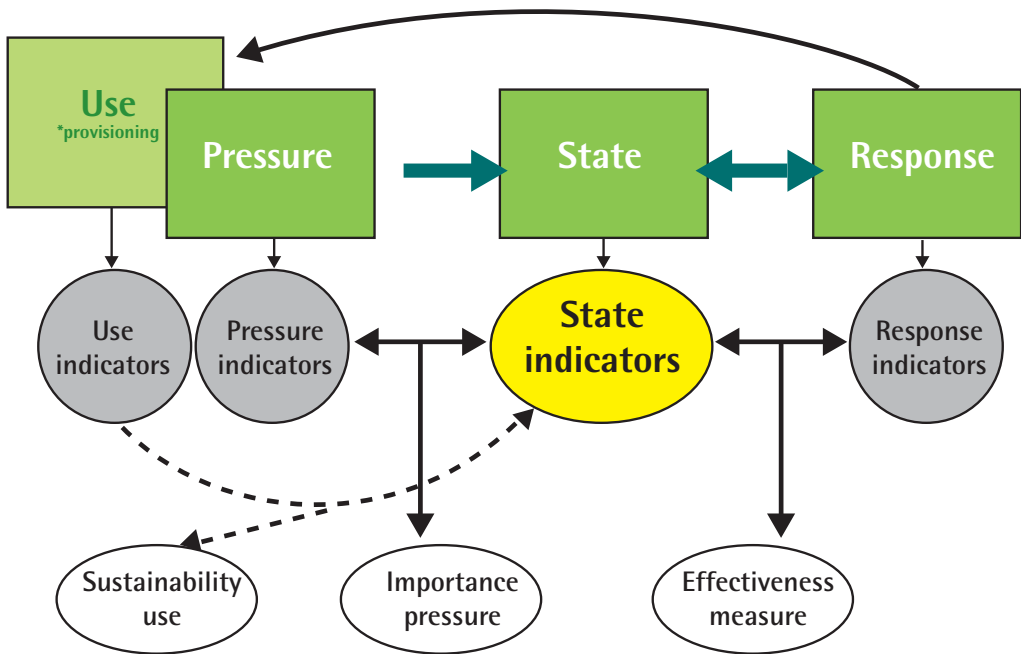 Use
*provisioning
Pressure
State
Response
Use
indicators
Pressure
indicators
State
indicators
Response
indicators
Sustainability
use
Importance
pressure
Effectiveness
measure